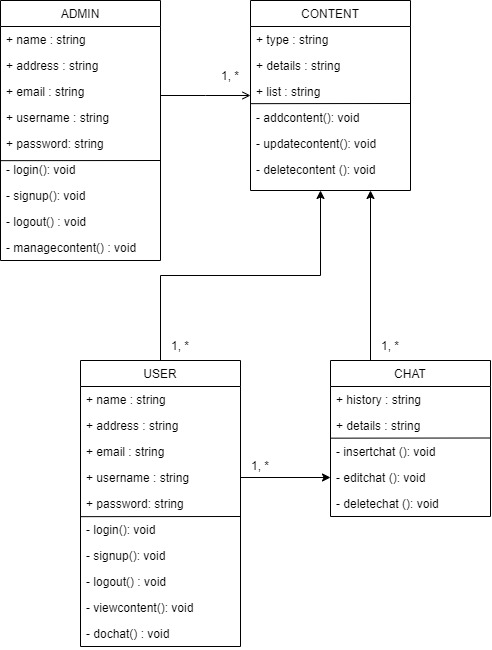 ADMIN
+ name : string
+ address : string
+ email : string
+ username : string
+ password: string
- login(): void
- signup(): void
- logout() : void
- managecontent() : void
1, *
CONTENT
+ type : string
+ details : string
+ list : string
- addcontent(): void
- updatecontent(): void
- deletecontent (): void
1, *
USER
+ name : string
+ address : string
+ email : string
+ username : string
+ password: string
- login(): void
- signup(): void
- logout() : void
- viewcontent(): void
- dochat() : void
1, *
1, *
CHAT
+ history : string
+ details : string
- insertchat (): void
- editchat (): void
- deletechat (): void